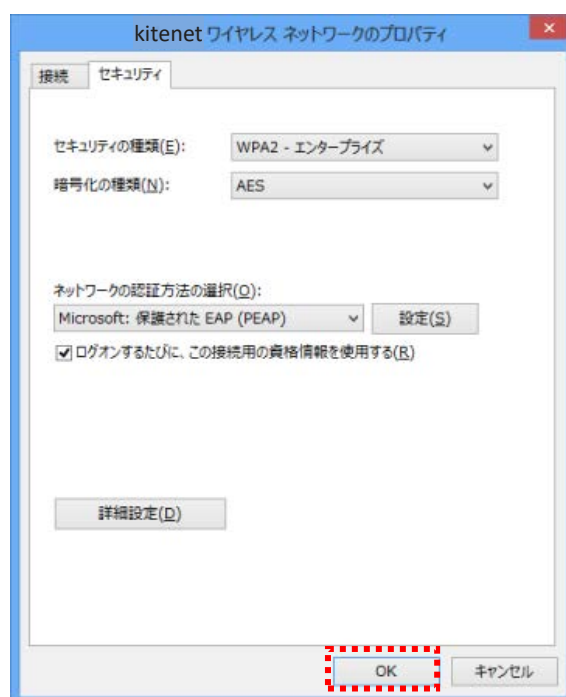 kitenet ワイヤレス ネットワークのプロパティ
接続 セキュリティ
セキュリティの種類(E): WPA2 - エンタープライズ
暗号化の種類(N): AES
ネットワークの認証方法の選択(O):
Microsoft: 保護された EAP (PEAP) 設定(S)
ログオンするたびに、この接続用の資格情報を使用する(R)
詳細設定(D)
OK キャンセル